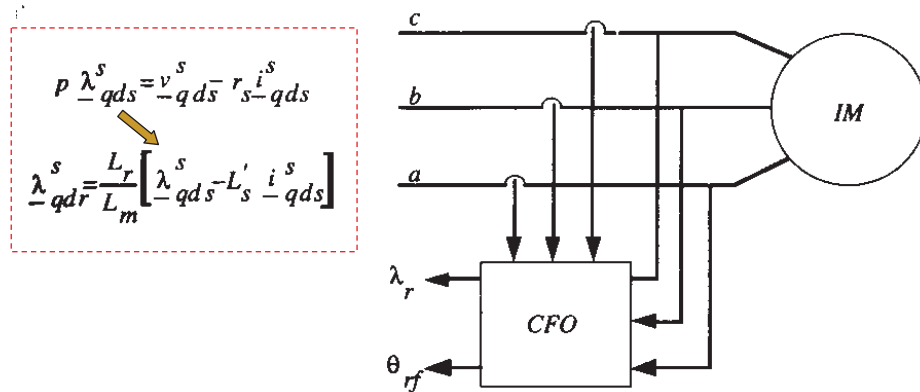 p λ^s_qds = v^s_qds - r_s i^s_qds
λ^s_qdr = L_r/L_m [λ^s_qds - L'_s i^s_qds]
c
b
a
IM
CFO
λ_r
θ_rf